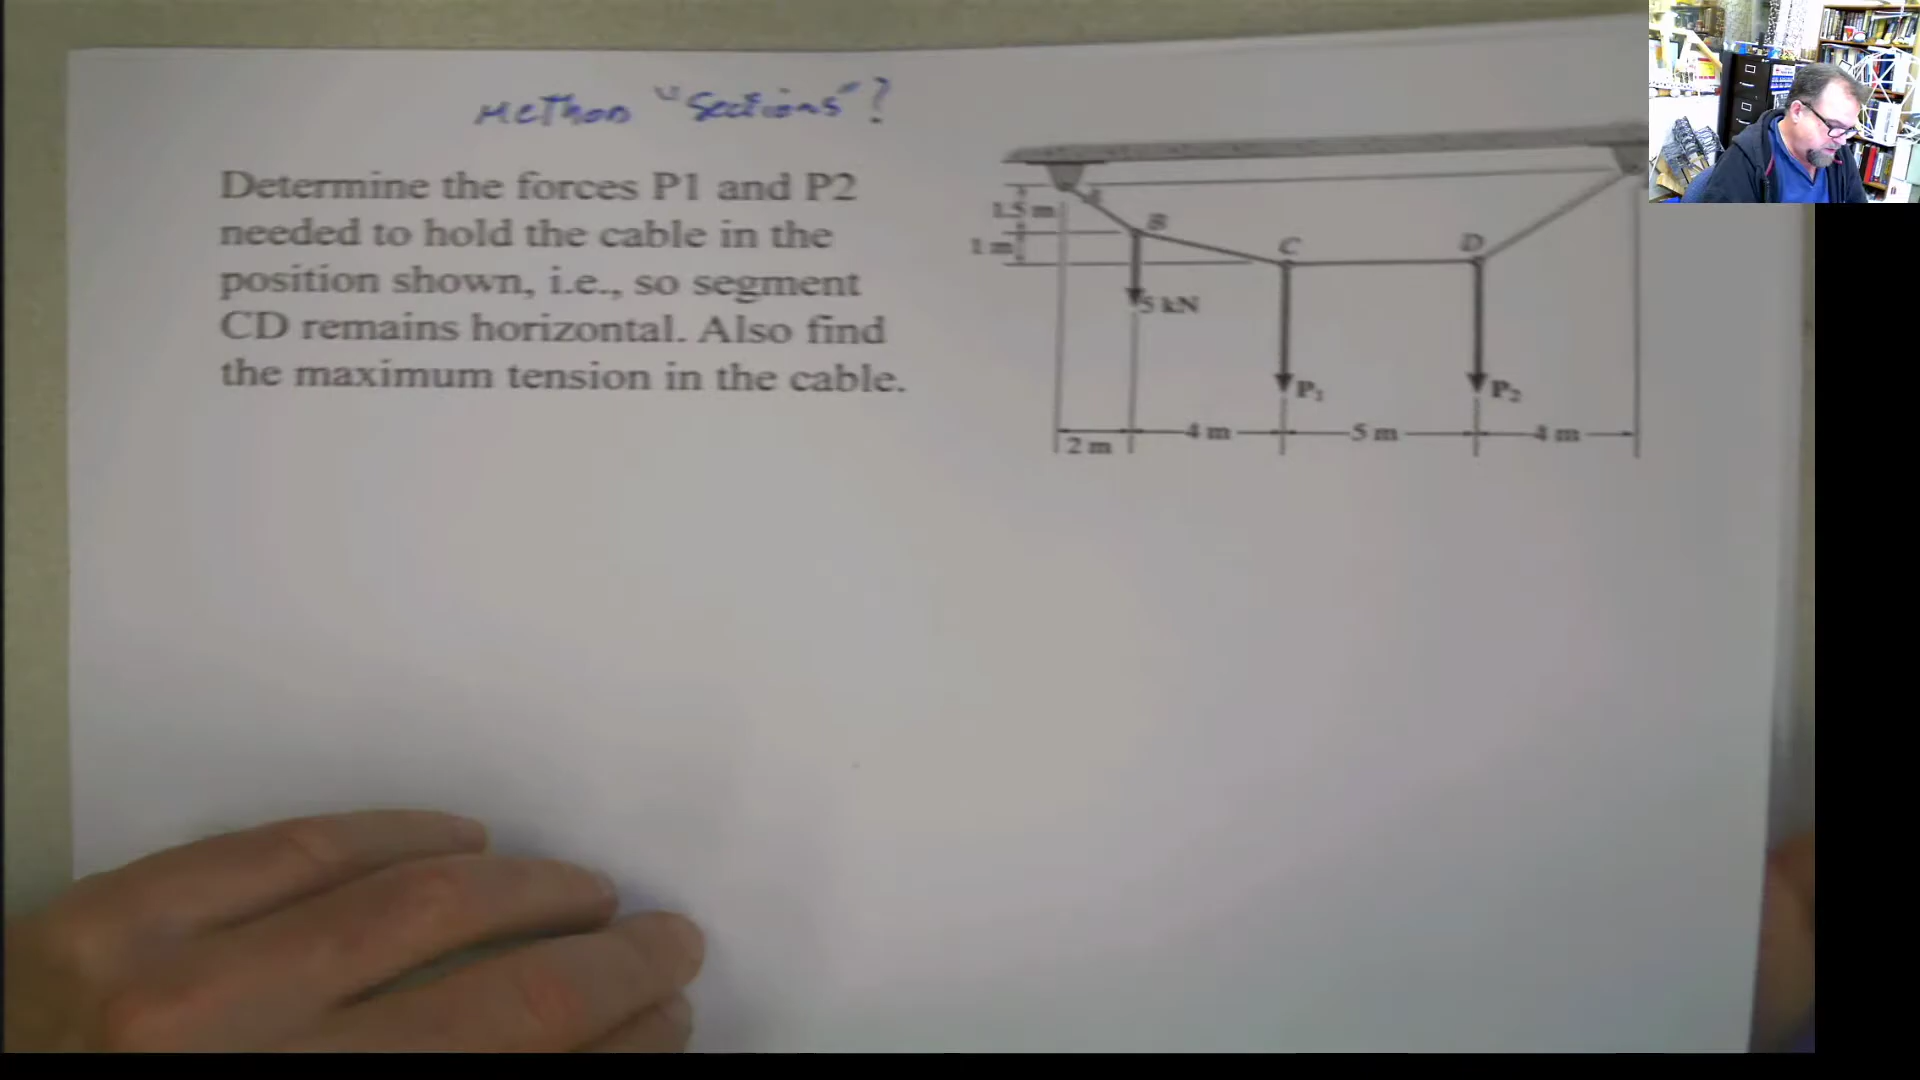 Method "Sections"?
Determine the forces P1 and P2
needed to hold the cable in the
position shown, i.e., so segment
CD remains horizontal. Also find
the maximum tension in the cable.
A
1.5 m
B
1 m
C
D
5 kN
P₁
P₂
2 m
4 m
5 m
4 m